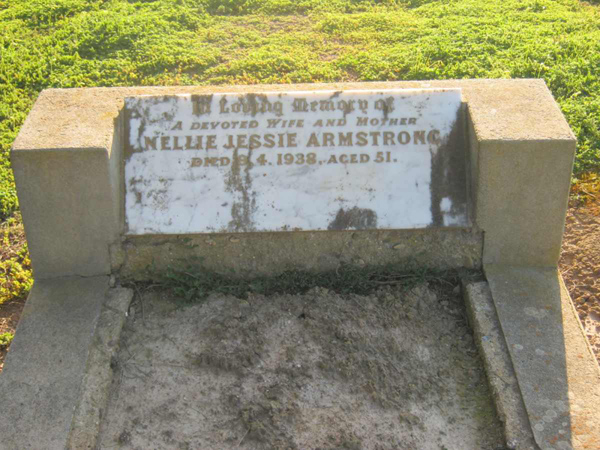 In Loving Memory of
A DEVOTED WIFE AND MOTHER
NELLIE JESSIE ARMSTRONG
DIED 9.4.1938, AGED 51.